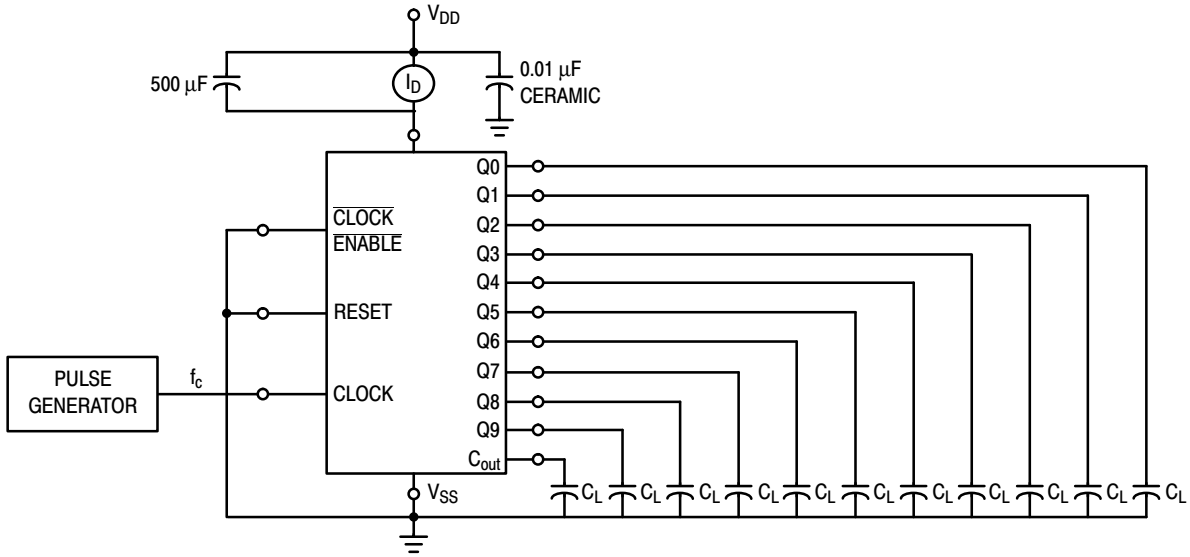 V_DD
500 μF
I_D
0.01 μF
CERAMIC
CLOCK
ENABLE
RESET
CLOCK
PULSE
GENERATOR
f_c
Q0
Q1
Q2
Q3
Q4
Q5
Q6
Q7
Q8
Q9
C_out
V_SS
C_L
C_L
C_L
C_L
C_L
C_L
C_L
C_L
C_L
C_L
C_L